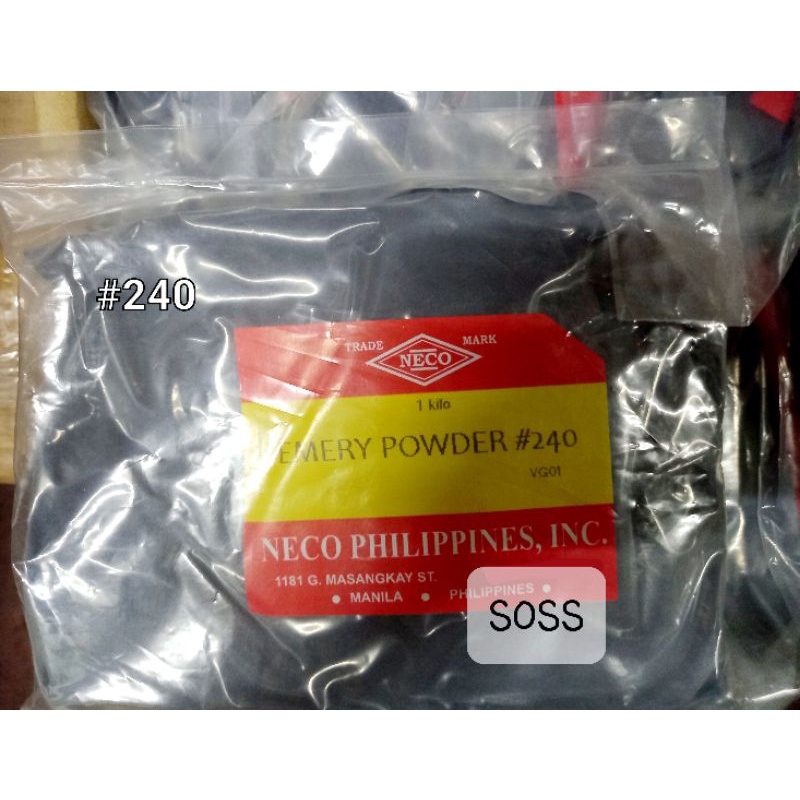 #240
TRADE NECO MARK
1 kilo
EMERY POWDER #240
VG01
NECO PHILIPPINES, INC.
1181 G. MASANGKAY ST.
• MANILA • PHILIPPINES •
SOSS